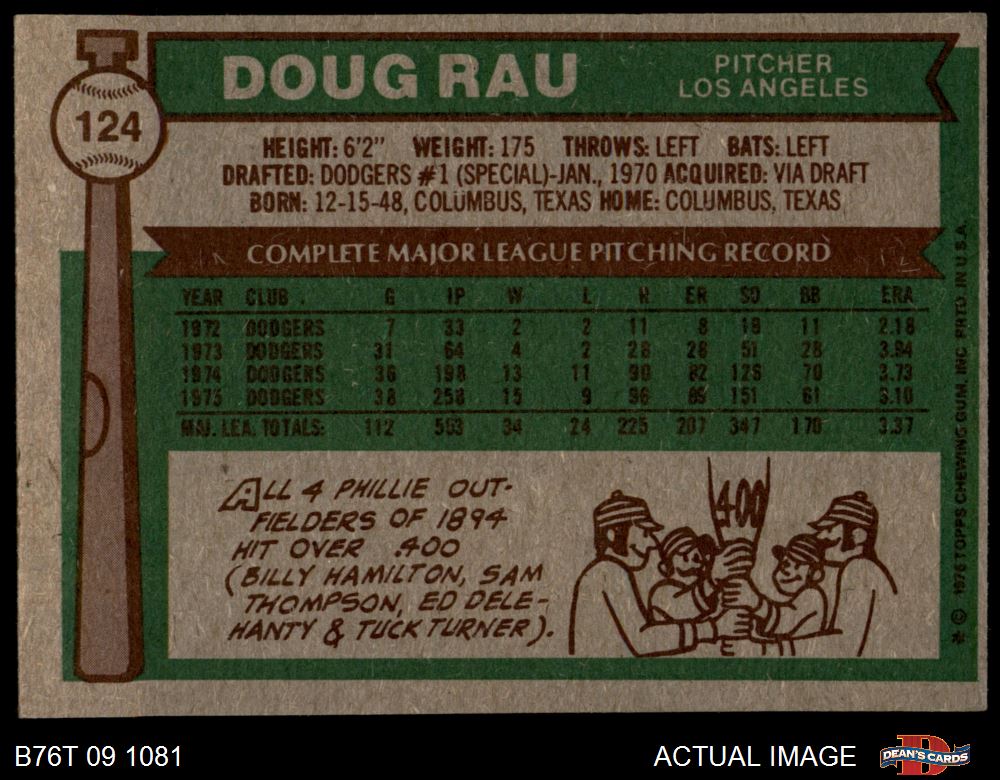 124
DOUG RAU
PITCHER
LOS ANGELES
HEIGHT: 6'2" WEIGHT: 175 THROWS: LEFT BATS: LEFT
DRAFTED: DODGERS #1 (SPECIAL)-JAN., 1970 ACQUIRED: VIA DRAFT
BORN: 12-15-48, COLUMBUS, TEXAS HOME: COLUMBUS, TEXAS
COMPLETE MAJOR LEAGUE PITCHING RECORD
YEAR CLUB G IP W L H ER SO BB ERA
1972 DODGERS 7 33 2 2 11 8 19 11 2.18
1973 DODGERS 31 64 4 2 28 28 51 28 3.94
1974 DODGERS 36 198 13 11 90 82 126 70 3.73
1975 DODGERS 38 258 15 9 96 89 151 61 3.10
MAJ. LEA. TOTALS: 112 553 34 24 225 207 347 170 3.37
ALL 4 PHILLIE OUT-
FIELDERS OF 1894
HIT OVER .400
(BILLY HAMILTON, SAM
THOMPSON, ED DELE-
HANTY & TUCK TURNER).
.400
* © 1976 TOPPS CHEWING GUM, INC. PRTD. IN U.S.A.
B76T 09 1081
ACTUAL IMAGE
DEAN'S CARDS